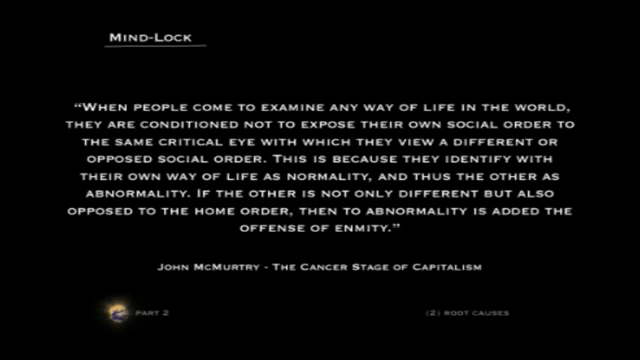 MIND-LOCK
"WHEN PEOPLE COME TO EXAMINE ANY WAY OF LIFE IN THE WORLD,
THEY ARE CONDITIONED NOT TO EXPOSE THEIR OWN SOCIAL ORDER TO
THE SAME CRITICAL EYE WITH WHICH THEY VIEW A DIFFERENT OR
OPPOSED SOCIAL ORDER. THIS IS BECAUSE THEY IDENTIFY WITH
THEIR OWN WAY OF LIFE AS NORMALITY, AND THUS THE OTHER AS
ABNORMALITY. IF THE OTHER IS NOT ONLY DIFFERENT BUT ALSO
OPPOSED TO THE HOME ORDER, THEN TO ABNORMALITY IS ADDED THE
OFFENSE OF ENMITY."
JOHN MCMURTRY - THE CANCER STAGE OF CAPITALISM
PART 2
(2) ROOT CAUSES